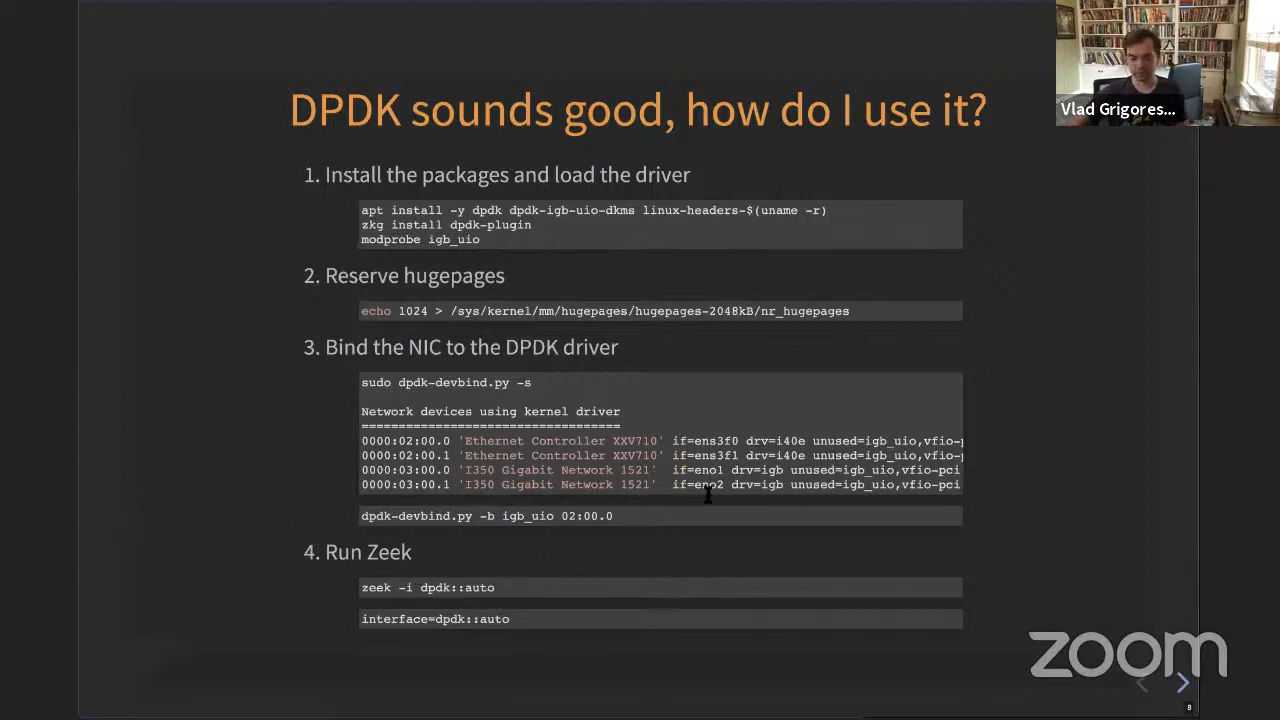 Vlad Grigores...
DPDK sounds good, how do I use it?
1. Install the packages and load the driver
apt install -y dpdk dpdk-igb-uio-dkms linux-headers-$(uname -r)
zkg install dpdk-plugin
modprobe igb_uio
2. Reserve hugepages
echo 1024 > /sys/kernel/mm/hugepages/hugepages-2048kB/nr_hugepages
3. Bind the NIC to the DPDK driver
sudo dpdk-devbind.py -s
Network devices using kernel driver
===================================
0000:02:00.0 'Ethernet Controller XXV710' if=ens3f0 drv=i40e unused=igb_uio,vfio-p
0000:02:00.1 'Ethernet Controller XXV710' if=ens3f1 drv=i40e unused=igb_uio,vfio-p
0000:03:00.0 'I350 Gigabit Network 1521' if=eno1 drv=igb unused=igb_uio,vfio-pci
0000:03:00.1 'I350 Gigabit Network 1521' if=eno2 drv=igb unused=igb_uio,vfio-pci
dpdk-devbind.py -b igb_uio 02:00.0
4. Run Zeek
zeek -i dpdk::auto
interface=dpdk::auto
zoom
8